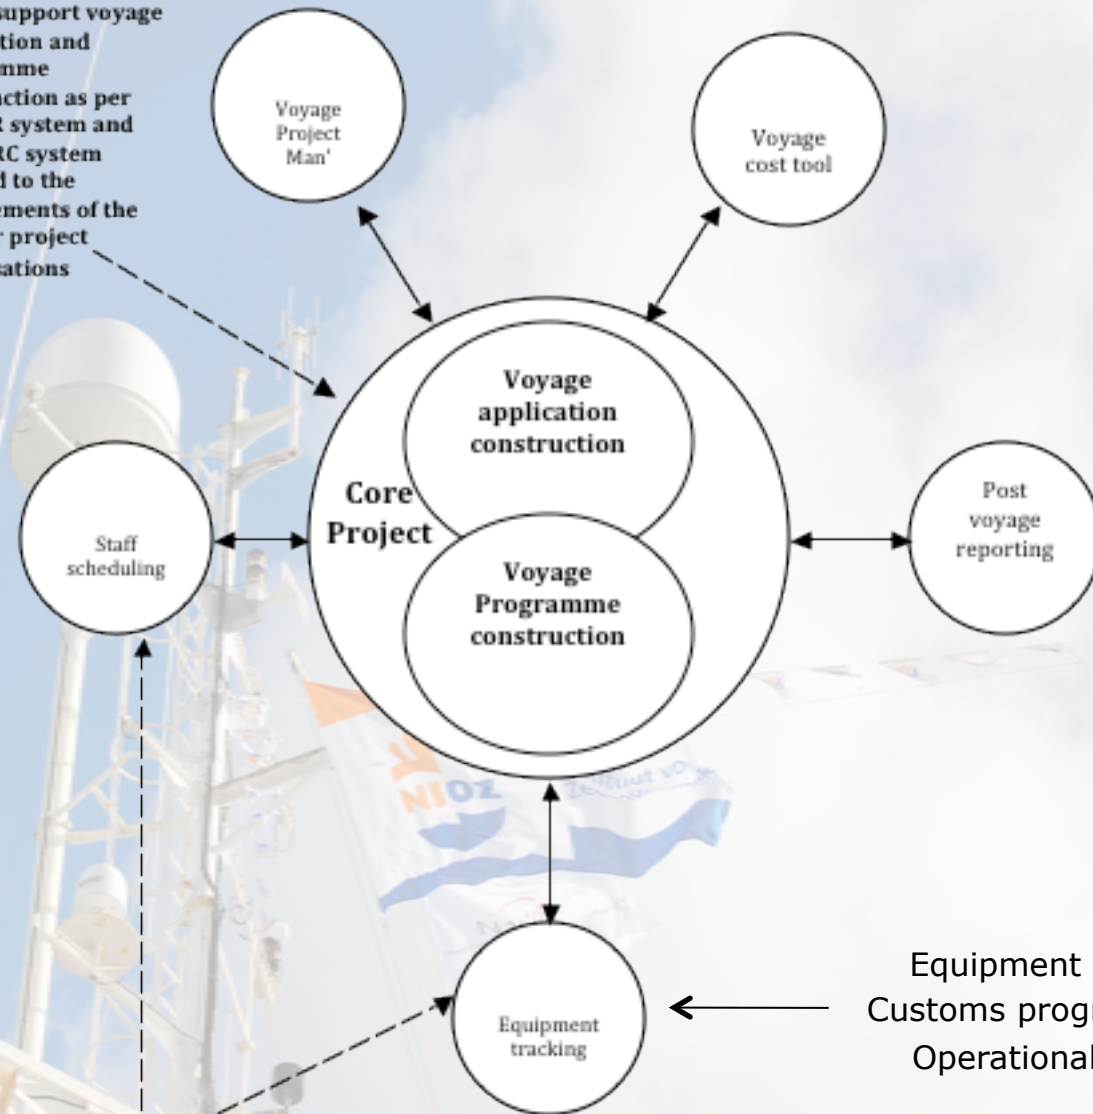 support voyage
tion and
mme
ction as per
R system and
RC system
d to the
ements of the
r project
ations
Voyage
Project
Man'
Voyage
cost tool
Voyage
application
construction
Core
Project
Post
voyage
reporting
Staff
scheduling
Voyage
Programme
construction
NIOZ
Equipment
tracking
Equipment
Customs prog
Operational